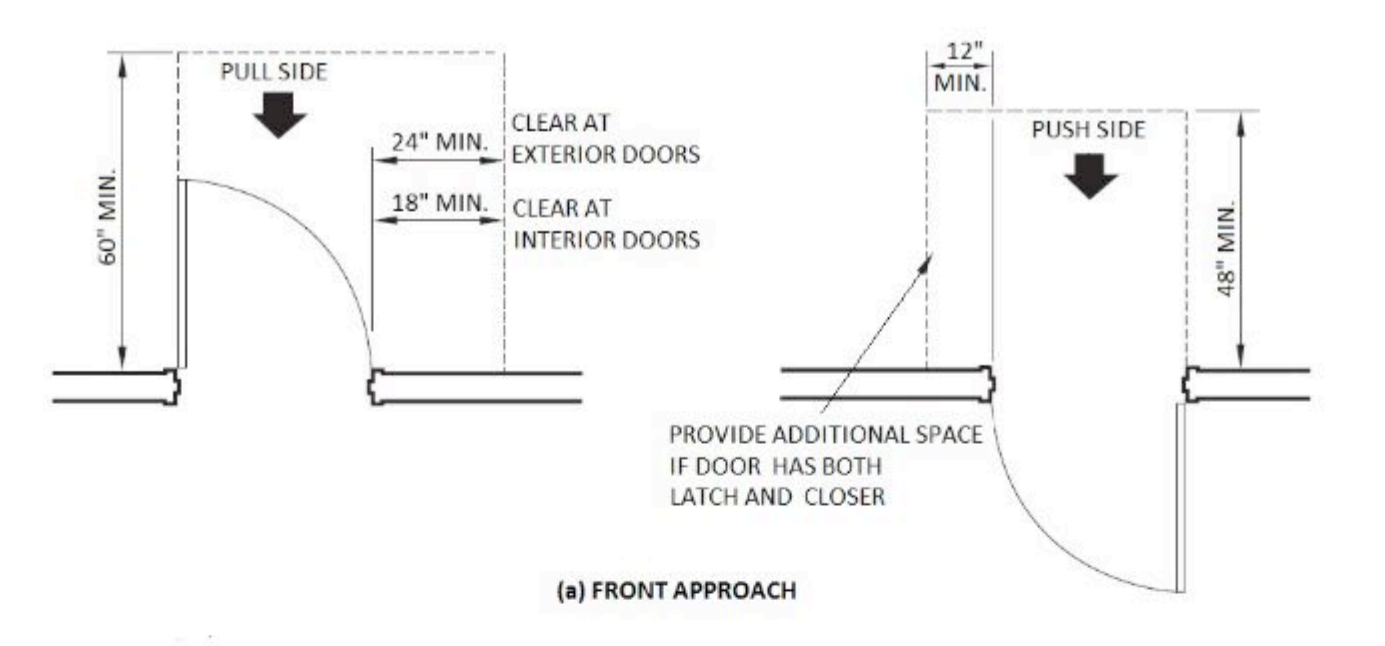 PULL SIDE
60" MIN.
24" MIN.
CLEAR AT
EXTERIOR DOORS
18" MIN.
CLEAR AT
INTERIOR DOORS
12"
MIN.
PUSH SIDE
48" MIN.
PROVIDE ADDITIONAL SPACE
IF DOOR HAS BOTH
LATCH AND CLOSER
(a) FRONT APPROACH